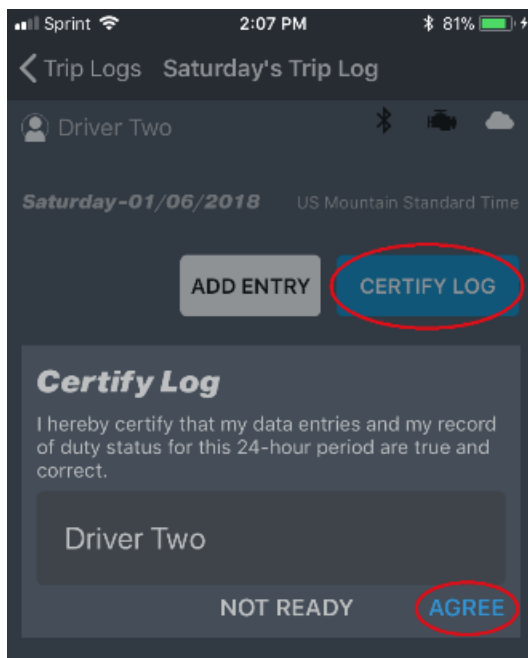 Sprint 2:07 PM 81%
Trip Logs Saturday's Trip Log
Driver Two
Saturday-01/06/2018 US Mountain Standard Time
ADD ENTRY CERTIFY LOG
Certify Log
I hereby certify that my data entries and my record
of duty status for this 24-hour period are true and
correct.
Driver Two
NOT READY AGREE